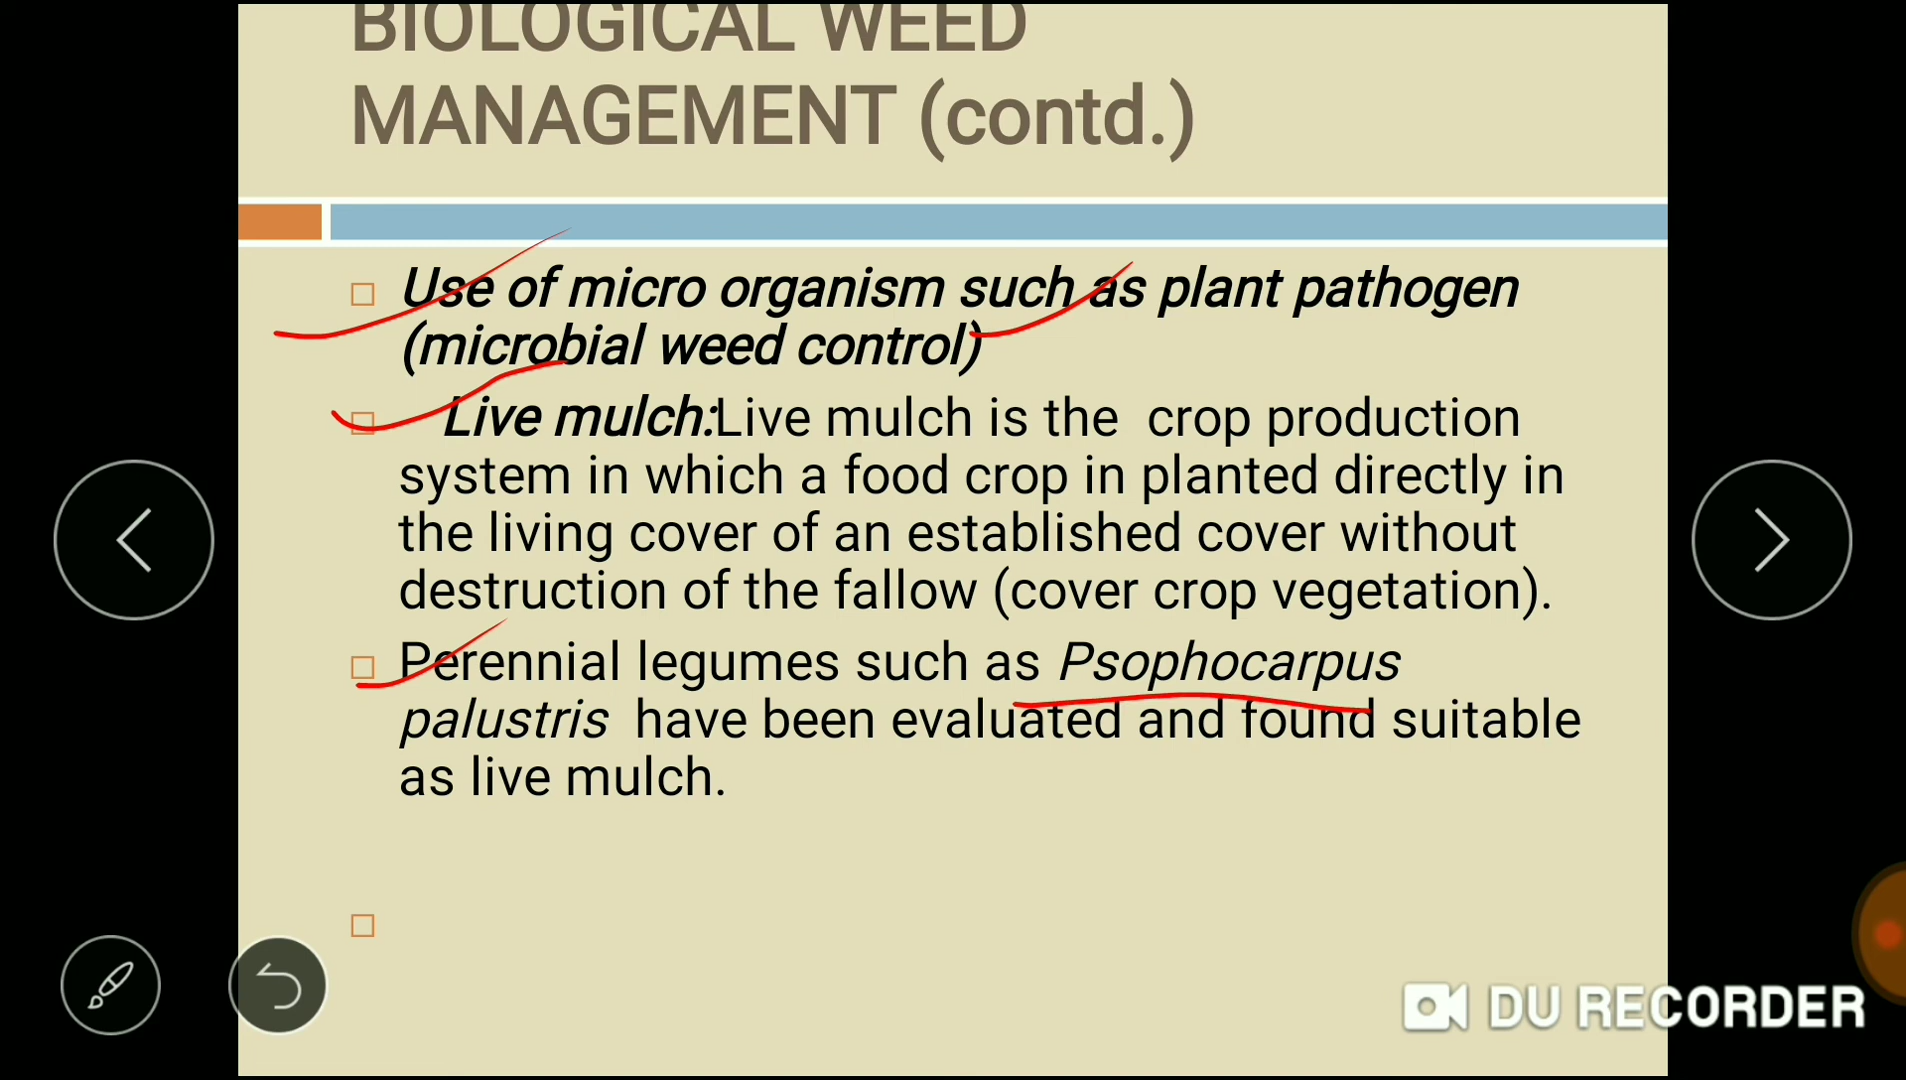 BIOLOGICAL WEED
MANAGEMENT (contd.)
Use of micro organism such as plant pathogen
(microbial weed control)
Live mulch:Live mulch is the crop production
system in which a food crop in planted directly in
the living cover of an established cover without
destruction of the fallow (cover crop vegetation).
Perennial legumes such as Psophocarpus
palustris have been evaluated and found suitable
as live mulch.
DU RECORDER